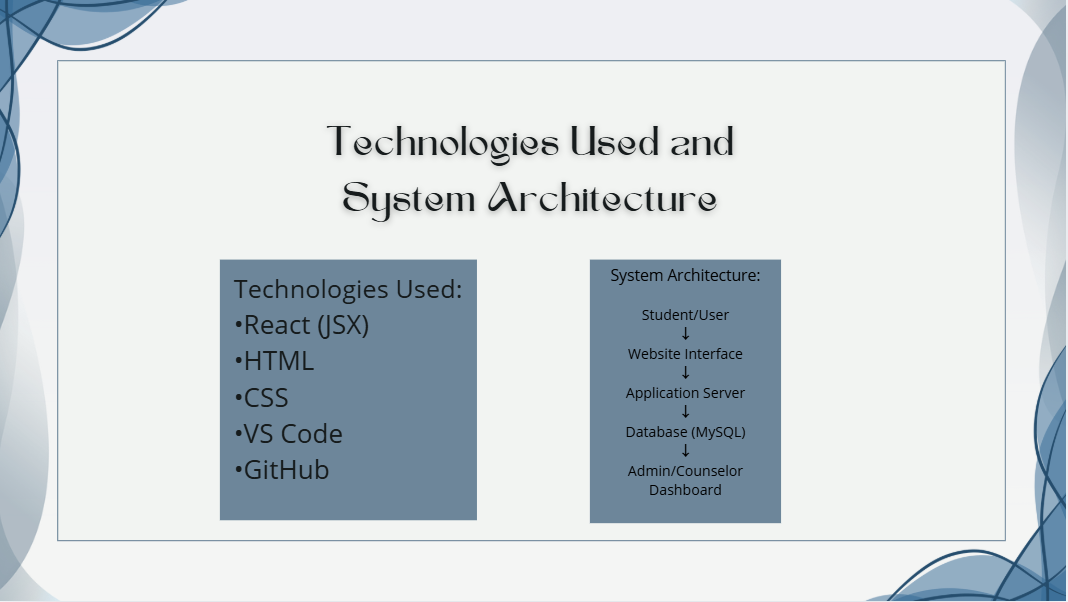 Technologies Used and
System Architecture
Technologies Used:
•React (JSX)
•HTML
•CSS
•VS Code
•GitHub
System Architecture:
Student/User
↓
Website Interface
↓
Application Server
↓
Database (MySQL)
↓
Admin/Counselor
Dashboard